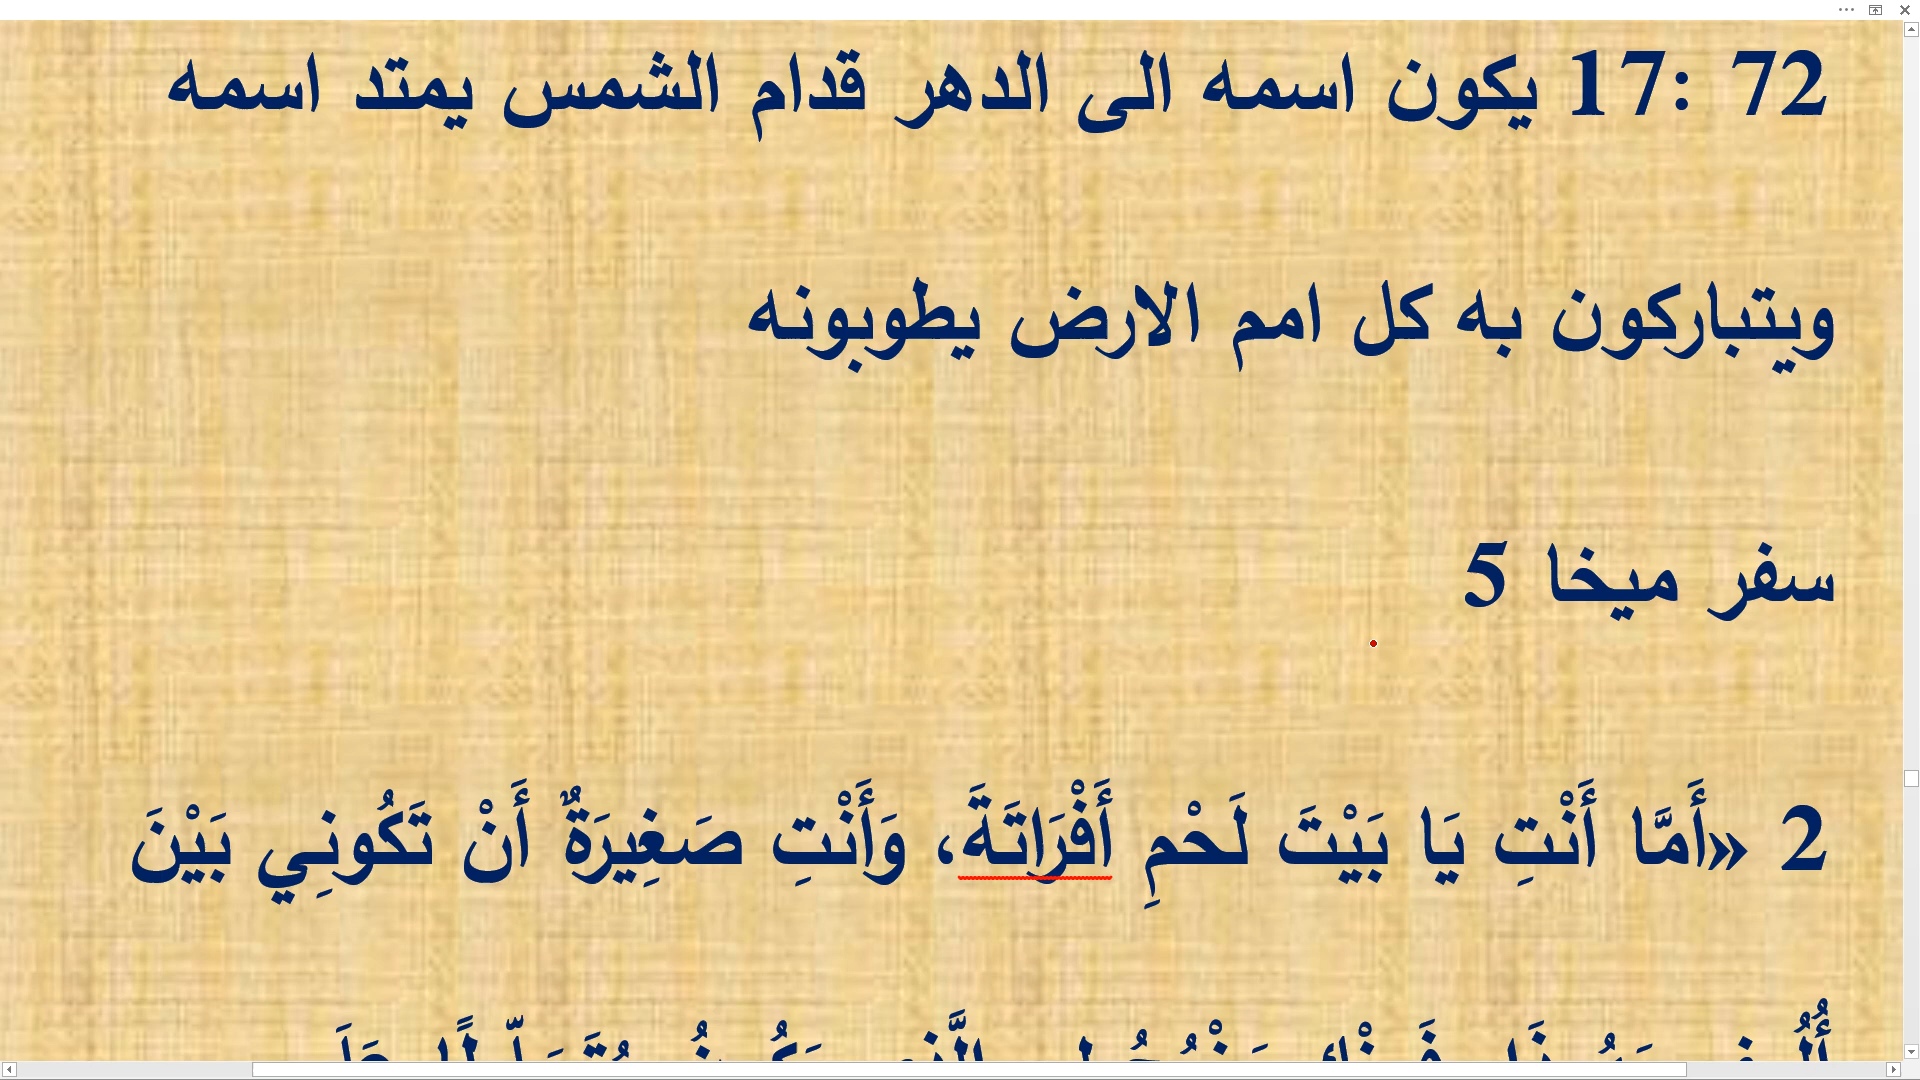 72 :17 يكون اسمه الى الدهر قدام الشمس يمتد اسمه
ويتباركون به كل امم الارض يطوبونه
سفر ميخا 5
2 «أَمَّا أَنْتِ يَا بَيْتَ لَحْمِ أَفْرَاتَةَ، وَأَنْتِ صَغِيرَةٌ أَنْ تَكُونِي بَيْنَ